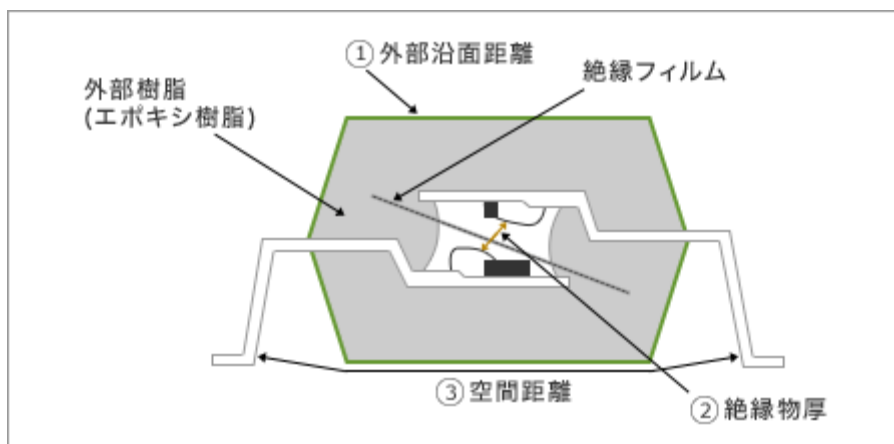 ①外部沿面距離
絶縁フィルム
外部樹脂
(エポキシ樹脂)
③空間距離
②絶縁物厚